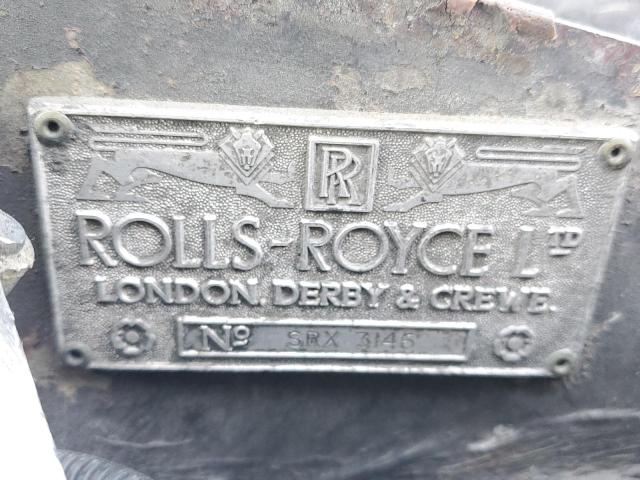 RR
ROLLS-ROYCE LTD
LONDON. DERBY & CREWE.
Nº SRX 3146